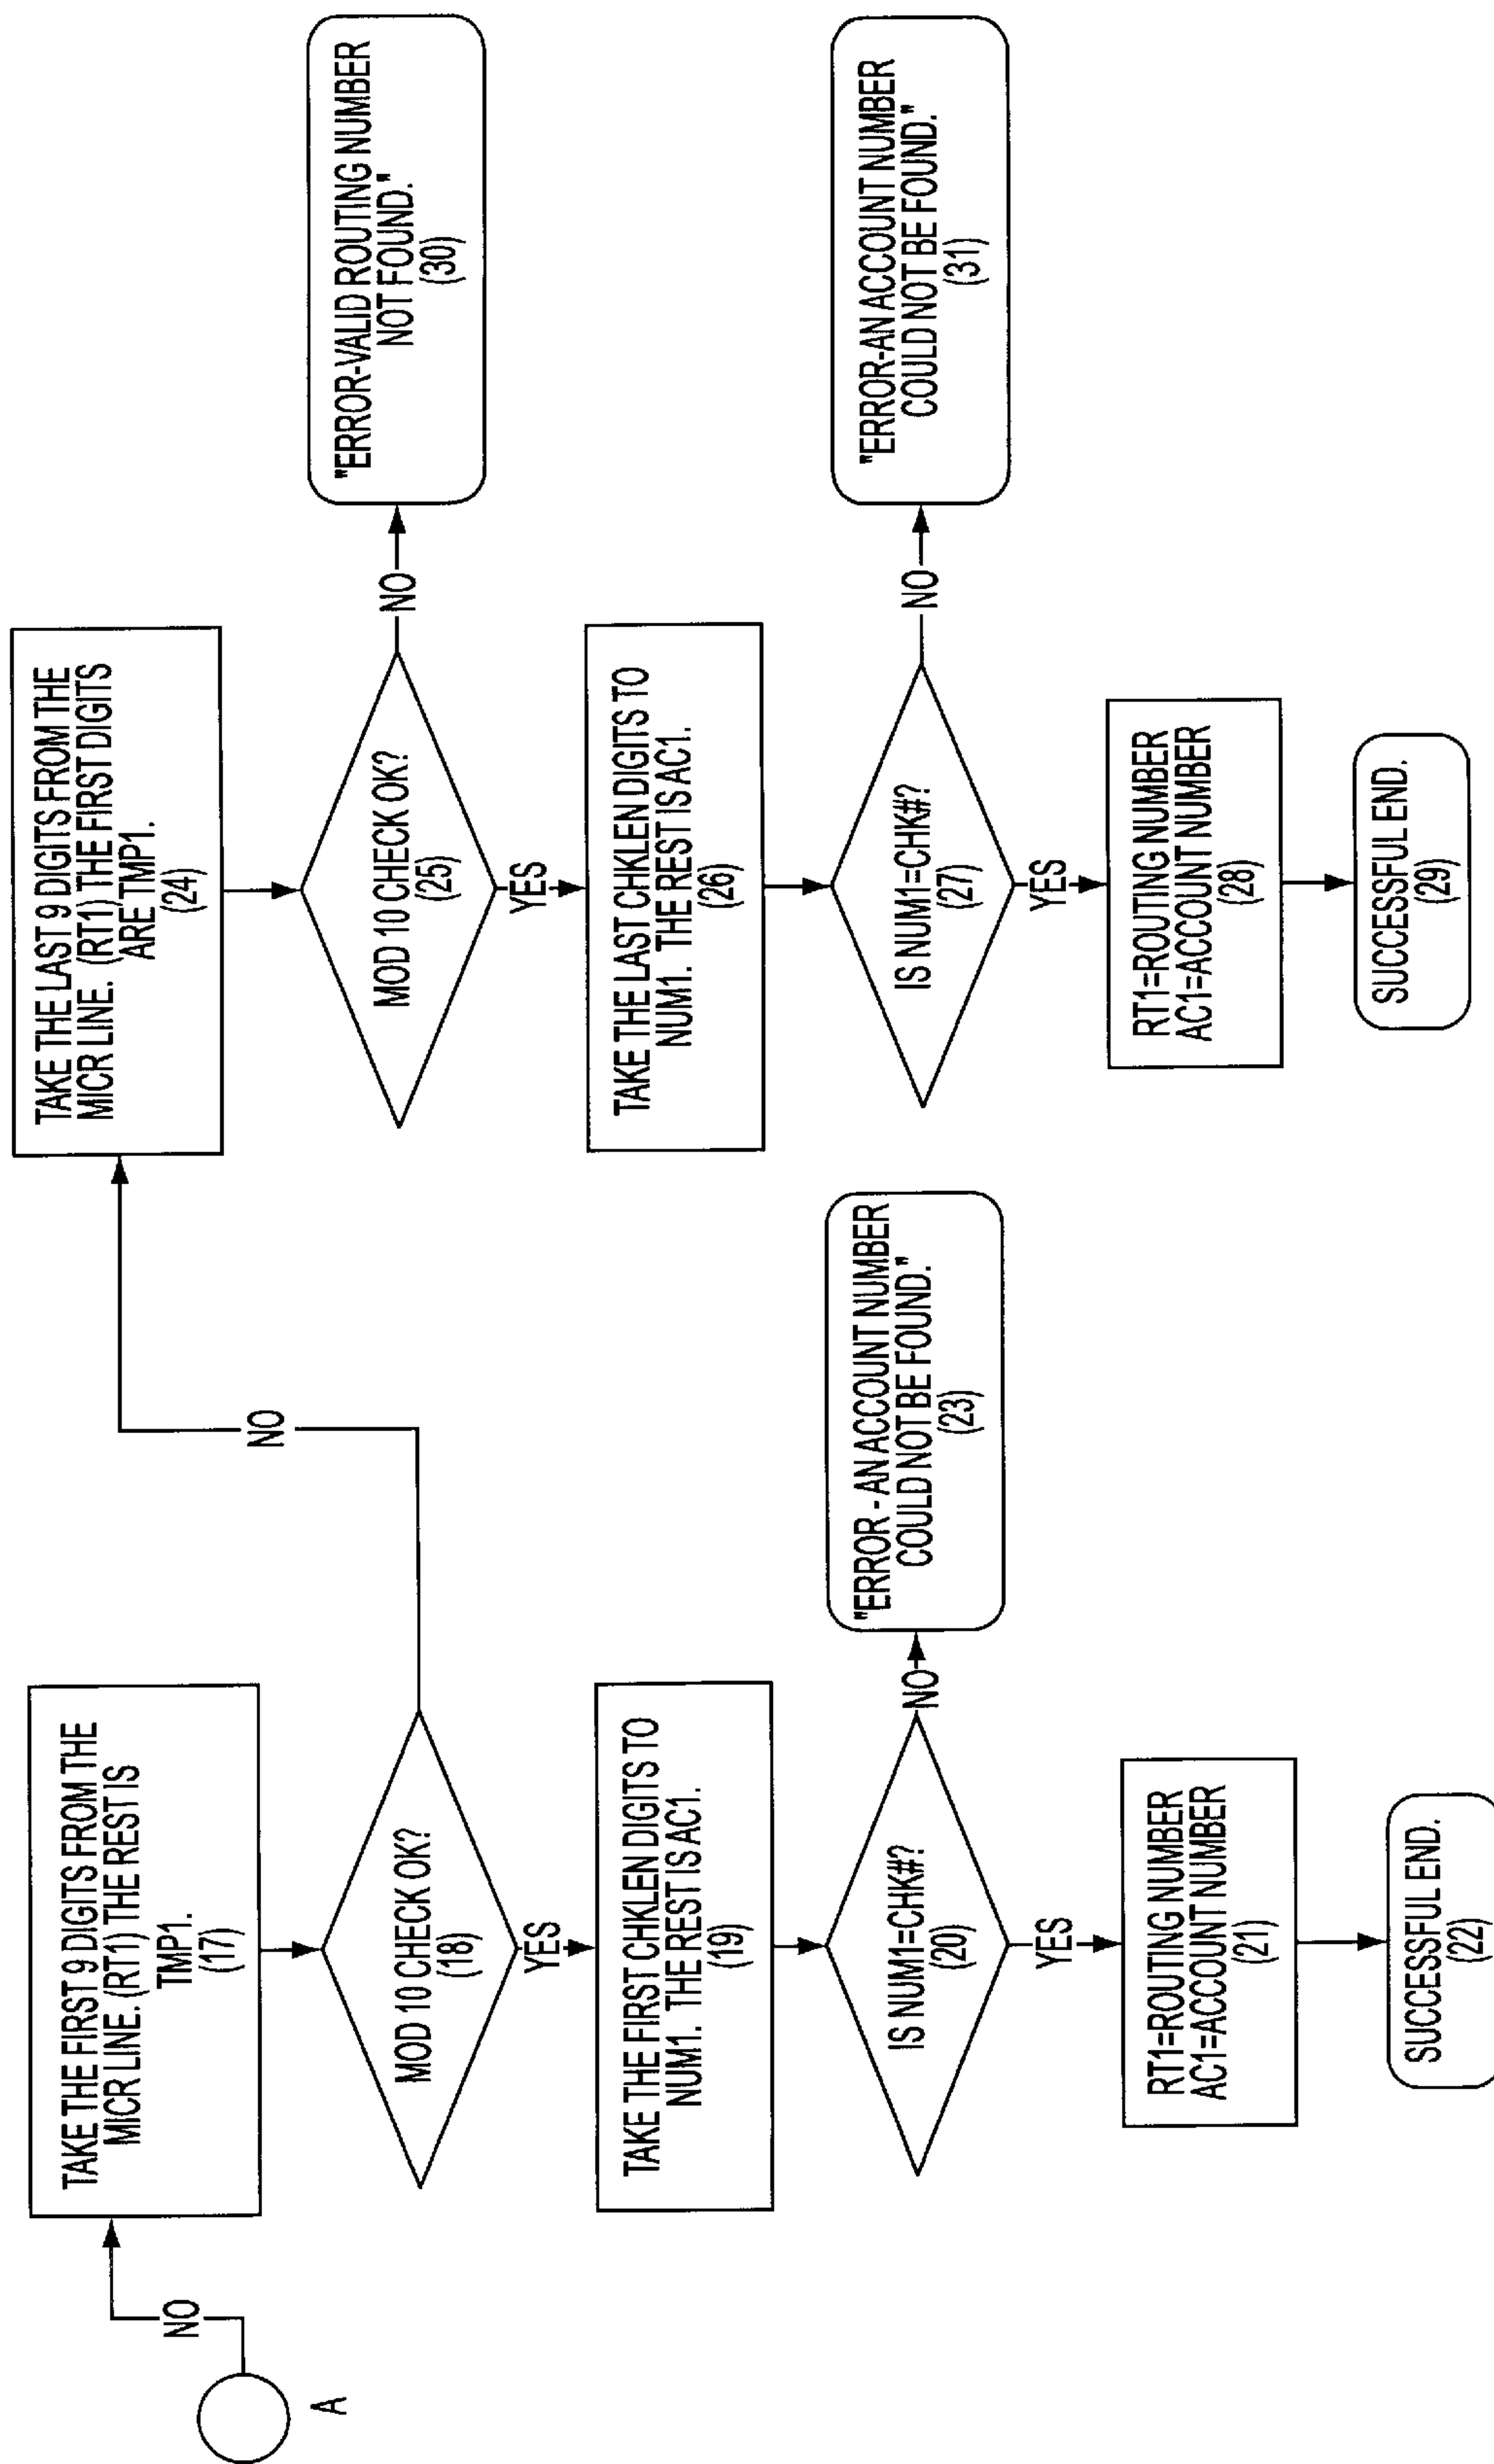 A
NO
TAKE THE FIRST 9 DIGITS FROM THE
MICR LINE. (RT1) THE REST IS
TMP1.
(17)
MOD 10 CHECK OK?
(18)
NO
YES
TAKE THE FIRST CHKLEN DIGITS TO
NUM1. THE REST IS AC1.
(19)
IS NUM1=CHK#?
(20)
NO
"ERROR - AN ACCOUNT NUMBER
COULD NOT BE FOUND."
(23)
YES
RT1=ROUTING NUMBER
AC1=ACCOUNT NUMBER
(21)
SUCCESSFUL END.
(22)
TAKE THE LAST 9 DIGITS FROM THE
MICR LINE. (RT1) THE FIRST DIGITS
ARE TMP1.
(24)
MOD 10 CHECK OK?
(25)
NO
"ERROR-VALID ROUTING NUMBER
NOT FOUND."
(30)
YES
TAKE THE LAST CHKLEN DIGITS TO
NUM1. THE REST IS AC1.
(26)
IS NUM1=CHK#?
(27)
NO
"ERROR-AN ACCOUNT NUMBER
COULD NOT BE FOUND."
(31)
YES
RT1=ROUTING NUMBER
AC1=ACCOUNT NUMBER
(28)
SUCCESSFUL END.
(29)